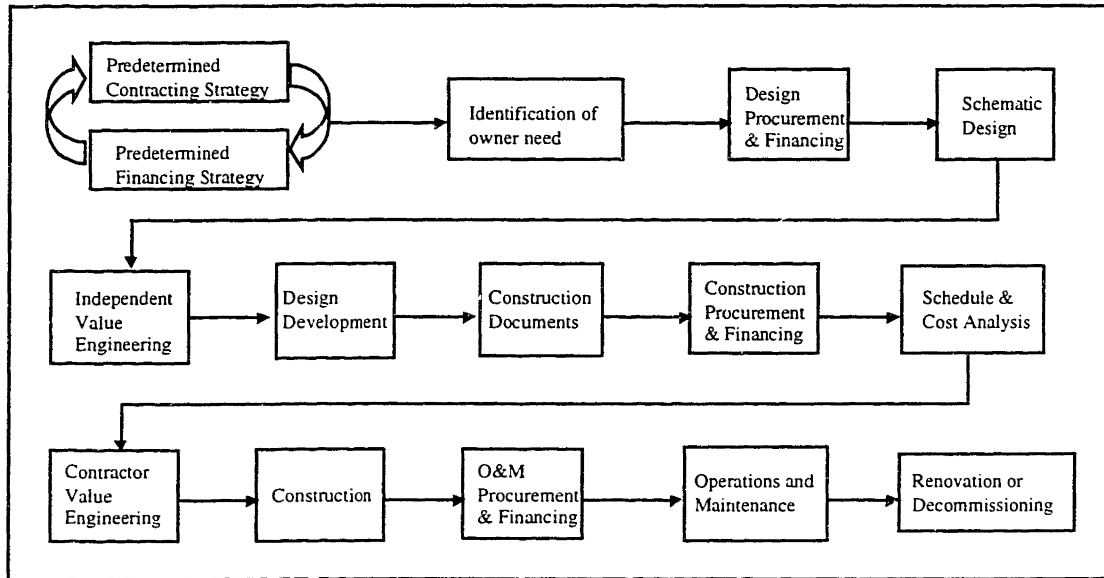 Predetermined
Contracting Strategy
Predetermined
Financing Strategy
Identification of
owner need
Design
Procurement
& Financing
Schematic
Design
Independent
Value
Engineering
Design
Development
Construction
Documents
Construction
Procurement
& Financing
Schedule &
Cost Analysis
Contractor
Value
Engineering
Construction
O&M
Procurement
& Financing
Operations and
Maintenance
Renovation or
Decommissioning